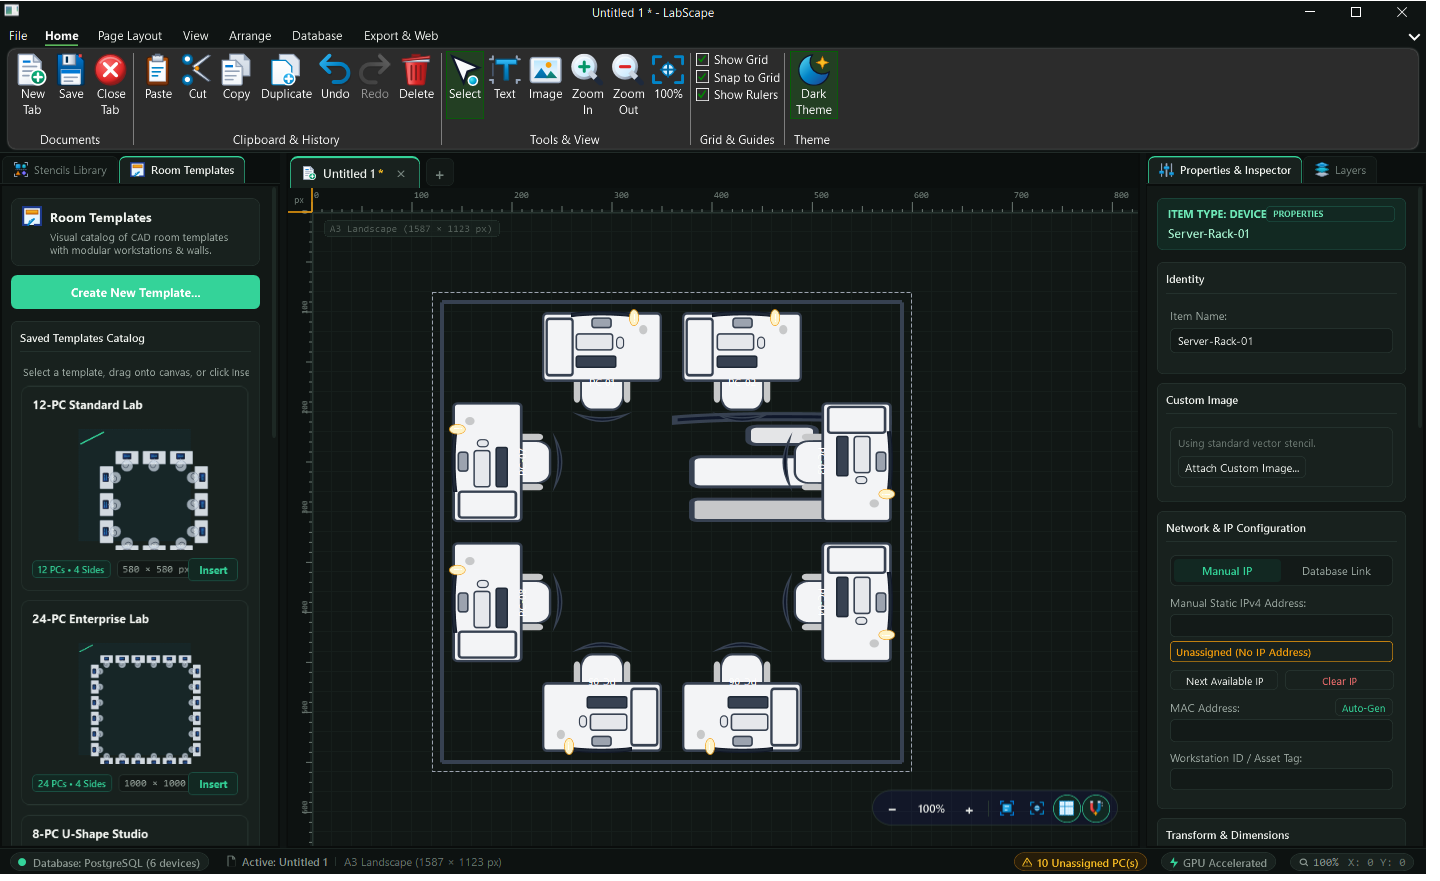 Untitled 1 * - LabScape
File Home Page Layout View Arrange Database Export & Web
New Tab
Save
Close Tab
Documents
Paste
Cut
Copy
Duplicate
Undo
Redo
Delete
Clipboard & History
Select
Text
Image
Zoom In
Zoom Out
100%
Tools & View
Show Grid
Snap to Grid
Show Rulers
Grid & Guides
Dark Theme
Theme
Stencils Library
Room Templates
Room Templates
Visual catalog of CAD room templates
with modular workstations & walls.
Create New Template...
Saved Templates Catalog
Select a template, drag onto canvas, or click Inse
12-PC Standard Lab
12 PCs • 4 Sides
580 × 580 px
Insert
24-PC Enterprise Lab
24 PCs • 4 Sides
1000 × 1000
Insert
8-PC U-Shape Studio
Untitled 1 *
+
px
0 100 200 300 400 500 600 700 800
100
200
300
400
500
600
A3 Landscape (1587 × 1123 px)
− 100% +
Properties & Inspector
Layers
ITEM TYPE: DEVICE PROPERTIES
Server-Rack-01
Identity
Item Name:
Server-Rack-01
Custom Image
Using standard vector stencil.
Attach Custom Image...
Network & IP Configuration
Manual IP
Database Link
Manual Static IPv4 Address:
Unassigned (No IP Address)
Next Available IP
Clear IP
MAC Address:
Auto-Gen
Workstation ID / Asset Tag:
Transform & Dimensions
Database: PostgreSQL (6 devices)
Active: Untitled 1
A3 Landscape (1587 × 1123 px)
10 Unassigned PC(s)
GPU Accelerated
100% X: 0 Y: 0